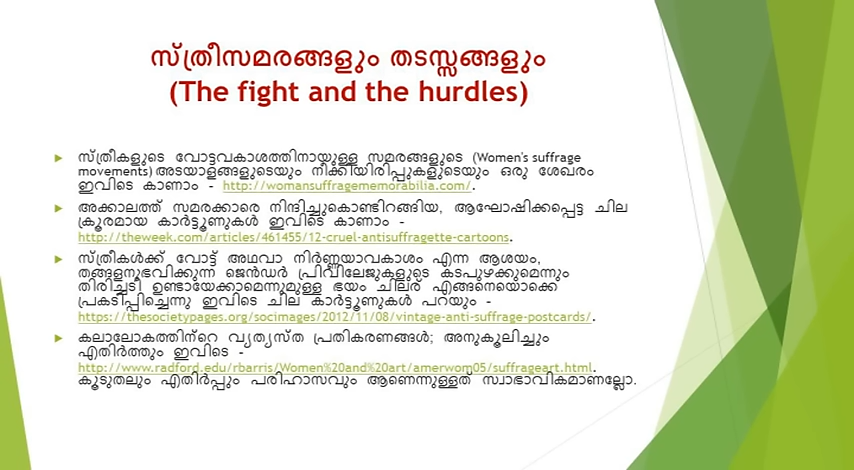 സ്ത്രീസമരങ്ങളും തടസ്സങ്ങളും
(The fight and the hurdles)
സ്ത്രീകളുടെ വോട്ടവകാശത്തിനായുള്ള സമരങ്ങളുടെ (Women's suffrage
movements) അടയാളങ്ങളുടെയും നീക്കിയിരിപ്പുകളുടെയും ഒരു ശേഖരം
ഇവിടെ കാണാം - http://womansuffragememorabilia.com/.
അക്കാലത്ത് സമരക്കാരെ നിന്ദിച്ചുകൊണ്ടിറങ്ങിയ, ആഘോഷിക്കപ്പെട്ട ചില
ക്രൂരമായ കാർട്ടൂണുകൾ ഇവിടെ കാണാം -
http://theweek.com/articles/461455/12-cruel-antisuffragette-cartoons.
സ്ത്രീകൾക്ക് വോട്ട് അഥവാ നിർണ്ണയാവകാശം എന്ന ആശയം,
തങ്ങളനുഭവിക്കുന്ന ജെൻഡർ പ്രിവിലേജുകളുടെ കടപുഴക്കുമെന്നും
തിരിച്ചടി ഉണ്ടായേക്കാമെന്നുമുള്ള ഭയം ചിലര് എങ്ങനെയൊക്കെ
പ്രകടിപ്പിച്ചെന്നു ഇവിടെ ചില കാർട്ടൂണുകൾ പറയും -
https://thesocietypages.org/socimages/2012/11/08/vintage-anti-suffrage-postcards/.
കലാലോകത്തിന്റെ വ്യത്യസ്ത പ്രതികരണങ്ങൾ; അനുകൂലിച്ചും
എതിർത്തും ഇവിടെ -
http://www.radford.edu/rbarris/Women%20and%20art/amerwom05/suffrageart.html.
കൂടുതലും എതിർപ്പും പരിഹാസവും ആണെന്നുള്ളത് സ്വാഭാവികമാണല്ലോ.